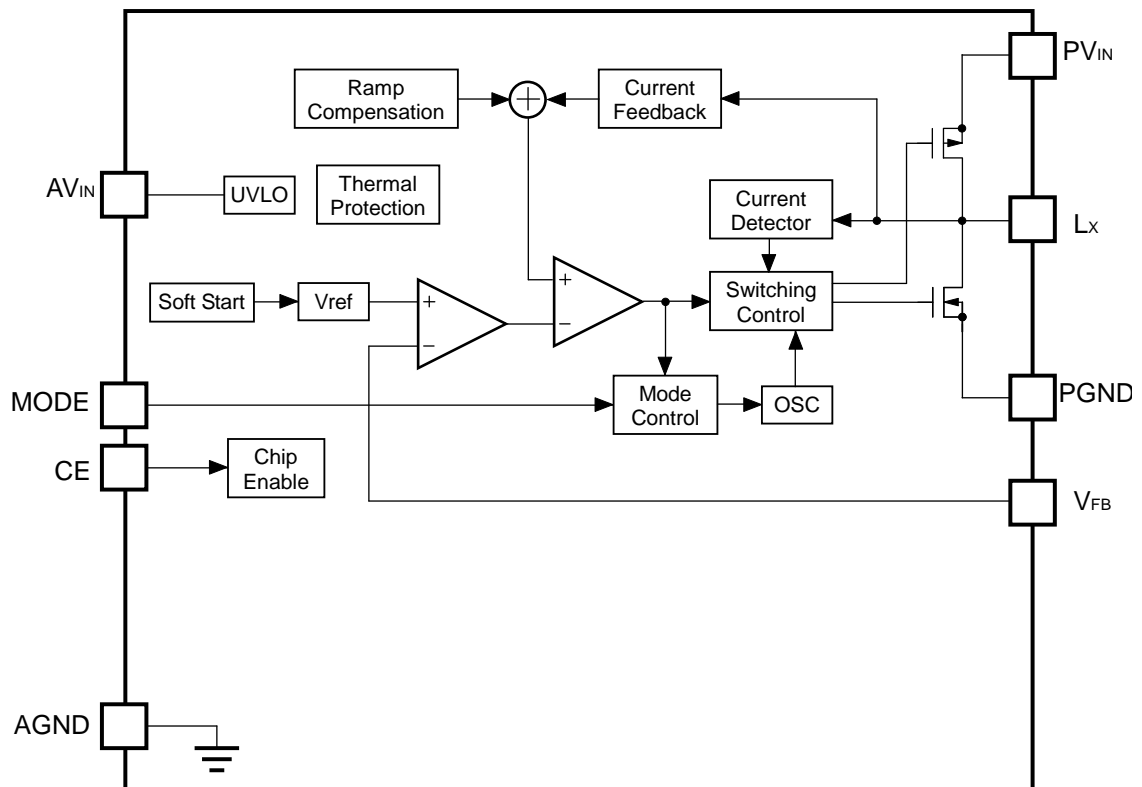 PVIN
Ramp
Compensation
Current
Feedback
AVIN
UVLO
Thermal
Protection
Current
Detector
LX
Soft Start
Vref
+
−
+
−
Switching
Control
MODE
Mode
Control
OSC
PGND
CE
Chip
Enable
VFB
AGND